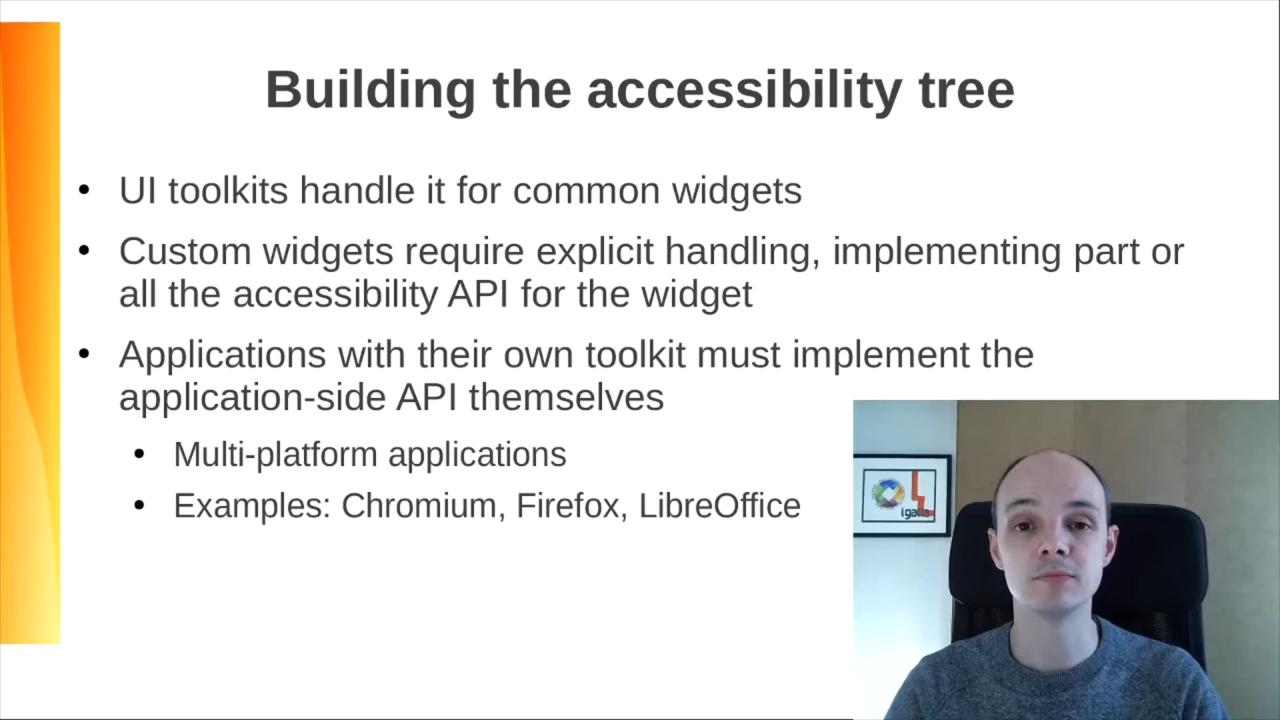 Building the accessibility tree
• UI toolkits handle it for common widgets
• Custom widgets require explicit handling, implementing part or
all the accessibility API for the widget
• Applications with their own toolkit must implement the
application-side API themselves
• Multi-platform applications
• Examples: Chromium, Firefox, LibreOffice
igalia